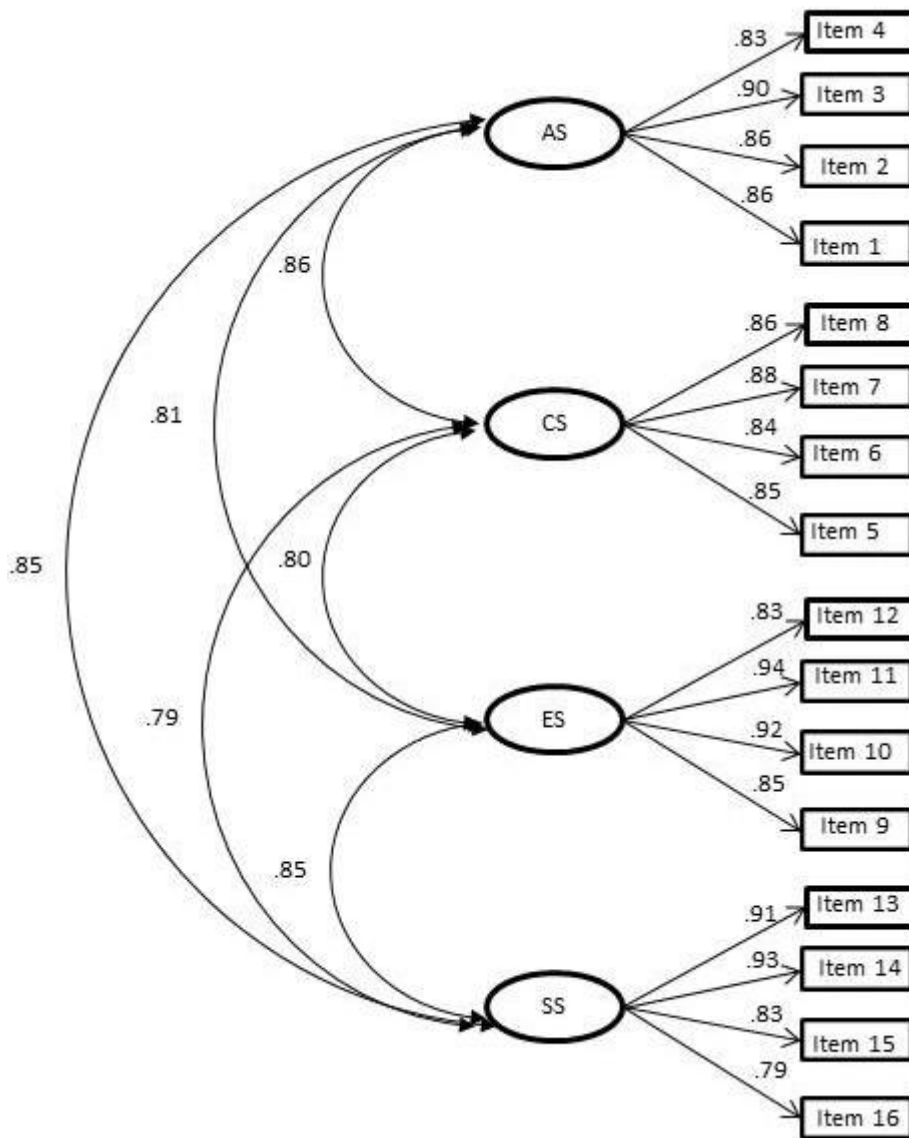 Item 4
.83
.90
Item 3
AS
.86
Item 2
.86
Item 1
.86
Item 8
.86
.88
Item 7
.81
CS
.84
Item 6
.85
Item 5
.85
.80
Item 12
.83
.94
Item 11
.79
ES
.92
Item 10
.85
Item 9
.85
Item 13
.91
.93
Item 14
SS
.83
Item 15
.79
Item 16